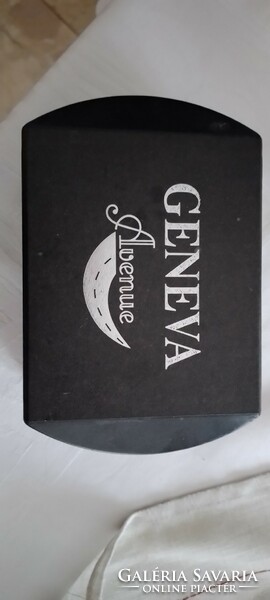 GENEVA
Avenue
GALÉRIA SAVARIA
ONLINE PIACTÉR